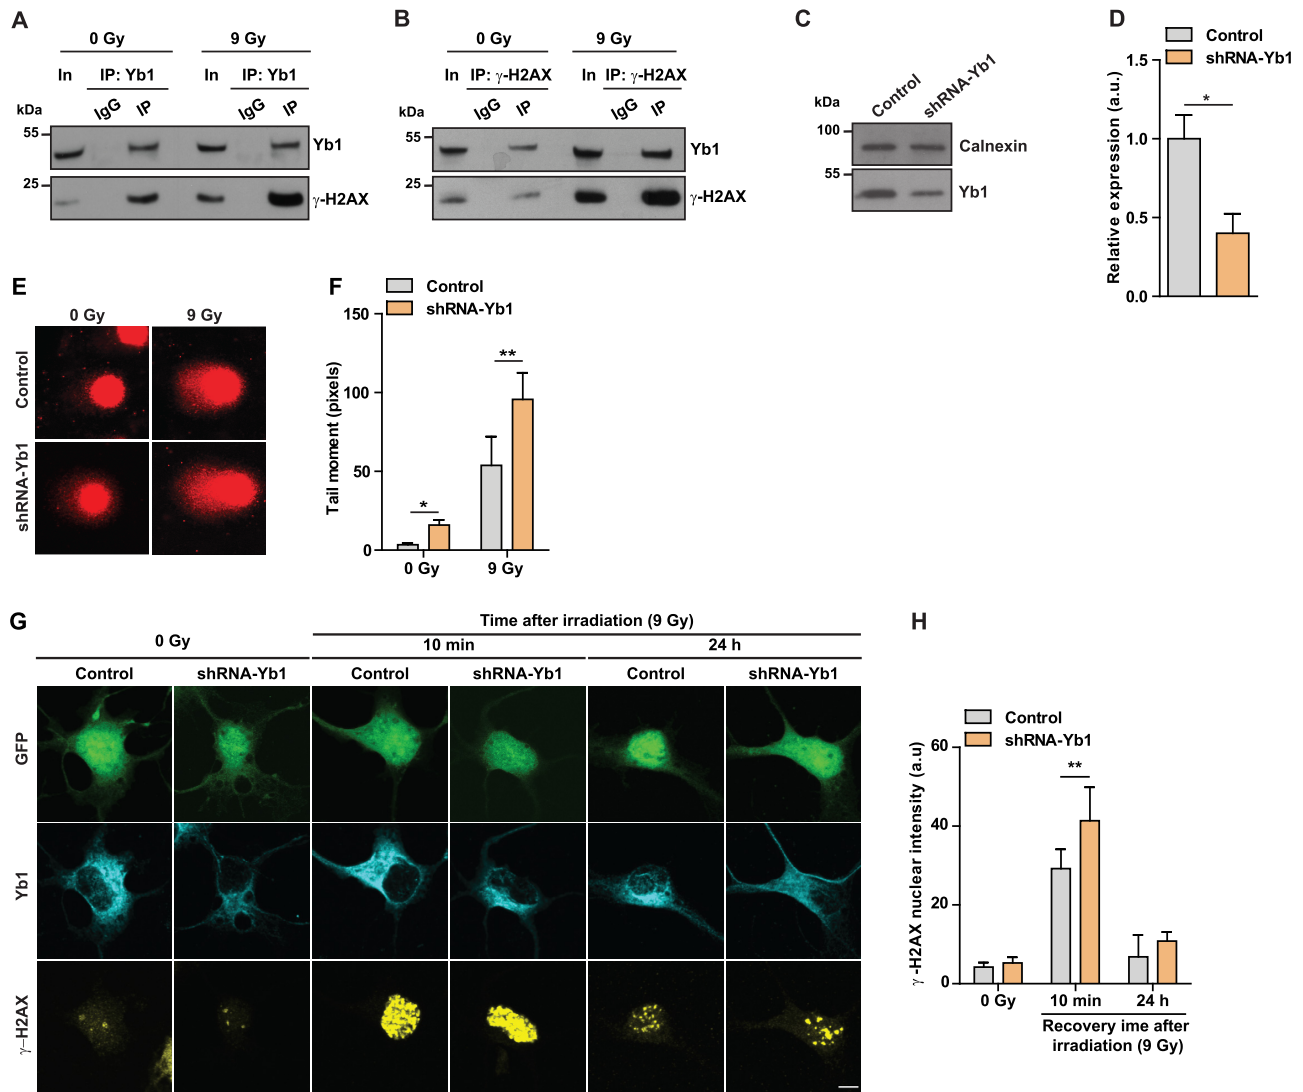 A
0 Gy
9 Gy
In
IP: Yb1
In
IP: Yb1
kDa
IgG
IP
IgG
IP
55
Yb1
25
γ-H2AX
B
0 Gy
9 Gy
In
IP: γ-H2AX
In
IP: γ-H2AX
kDa
IgG
IP
IgG
IP
55
Yb1
25
γ-H2AX
C
kDa
Control
shRNA-Yb1
100
Calnexin
55
Yb1
D
Control
shRNA-Yb1
Relative expression (a.u.)
1.5
1.0
0.5
0.0
*
E
0 Gy
9 Gy
Control
shRNA-Yb1
F
Control
shRNA-Yb1
Tail moment (pixels)
150
100
50
0
*
**
0 Gy
9 Gy
G
Time after irradiation (9 Gy)
0 Gy
10 min
24 h
Control
shRNA-Yb1
Control
shRNA-Yb1
Control
shRNA-Yb1
GFP
Yb1
γ–H2AX
H
Control
shRNA-Yb1
γ -H2AX nuclear intensity (a.u)
60
40
20
0
**
0 Gy
10 min
24 h
Recovery ime after
irradiation (9 Gy)